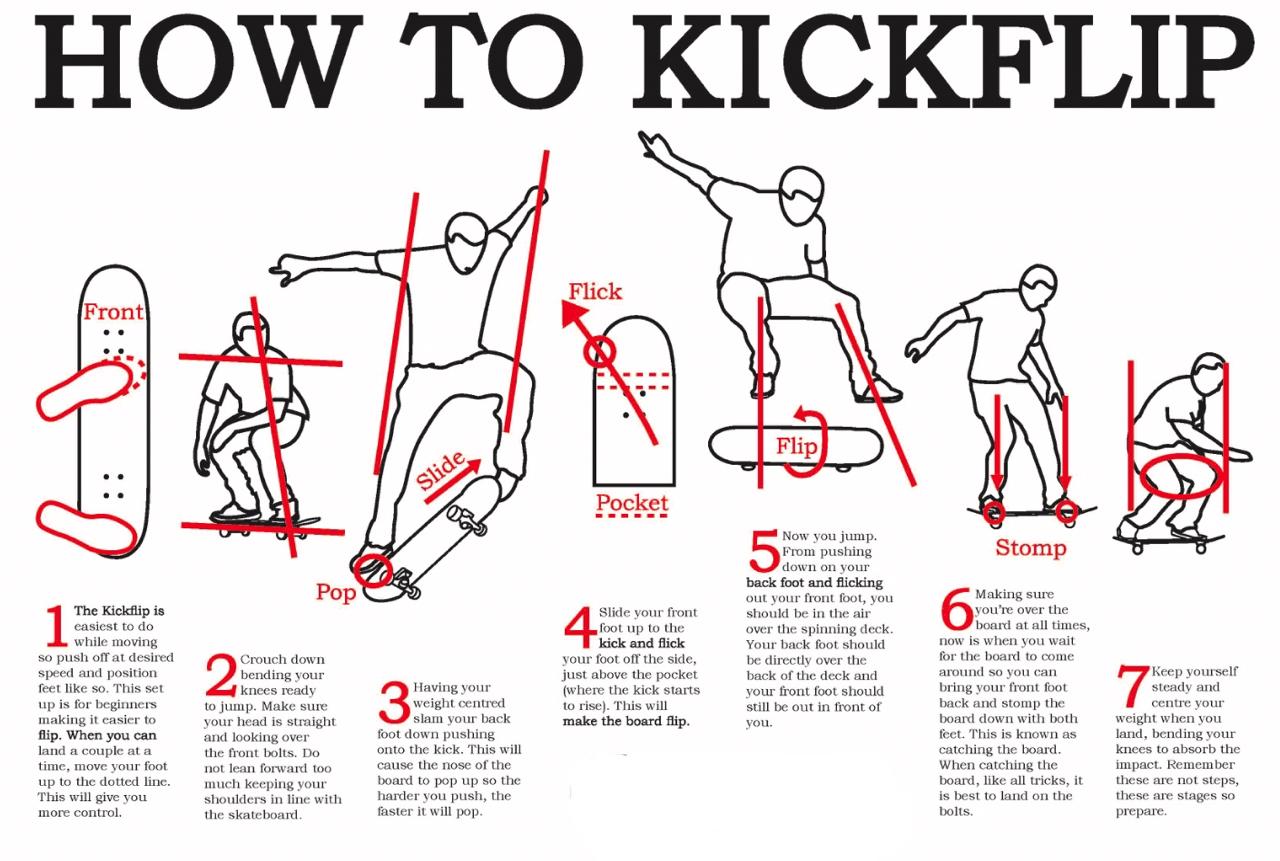 HOW TO KICKFLIP
Front
Pop
Slide
Flick
Pocket
Flip
Stomp
1 The Kickflip is
easiest to do
while moving
so push off at desired
speed and position
feet like so. This set
up is for beginners
making it easier to
flip. When you can
land a couple at a
time, move your foot
up to the dotted line.
This will give you
more control.
2 Crouch down
bending your
knees ready
to jump. Make sure
your head is straight
and looking over
the front bolts. Do
not lean forward too
much keeping your
shoulders in line with
the skateboard.
3 Having your
weight centred
slam your back
foot down pushing
onto the kick. This will
cause the nose of the
board to pop up so the
harder you push, the
faster it will pop.
4 Slide your front
foot up to the
kick and flick
your foot off the side,
just above the pocket
(where the kick starts
to rise). This will
make the board flip.
5 Now you jump.
From pushing
down on your
back foot and flicking
out your front foot, you
should be in the air
over the spinning deck.
Your back foot should
be directly over the
back of the deck and
your front foot should
still be out in front of
you.
6 Making sure
you're over the
board at all times,
now is when you wait
for the board to come
around so you can
bring your front foot
back and stomp the
board down with both
feet. This is known as
catching the board.
When catching the
board, like all tricks, it
is best to land on the
bolts.
7 Keep yourself
steady and
centre your
weight when you
land, bending your
knees to absorb the
impact. Remember
these are not steps,
these are stages so
prepare.